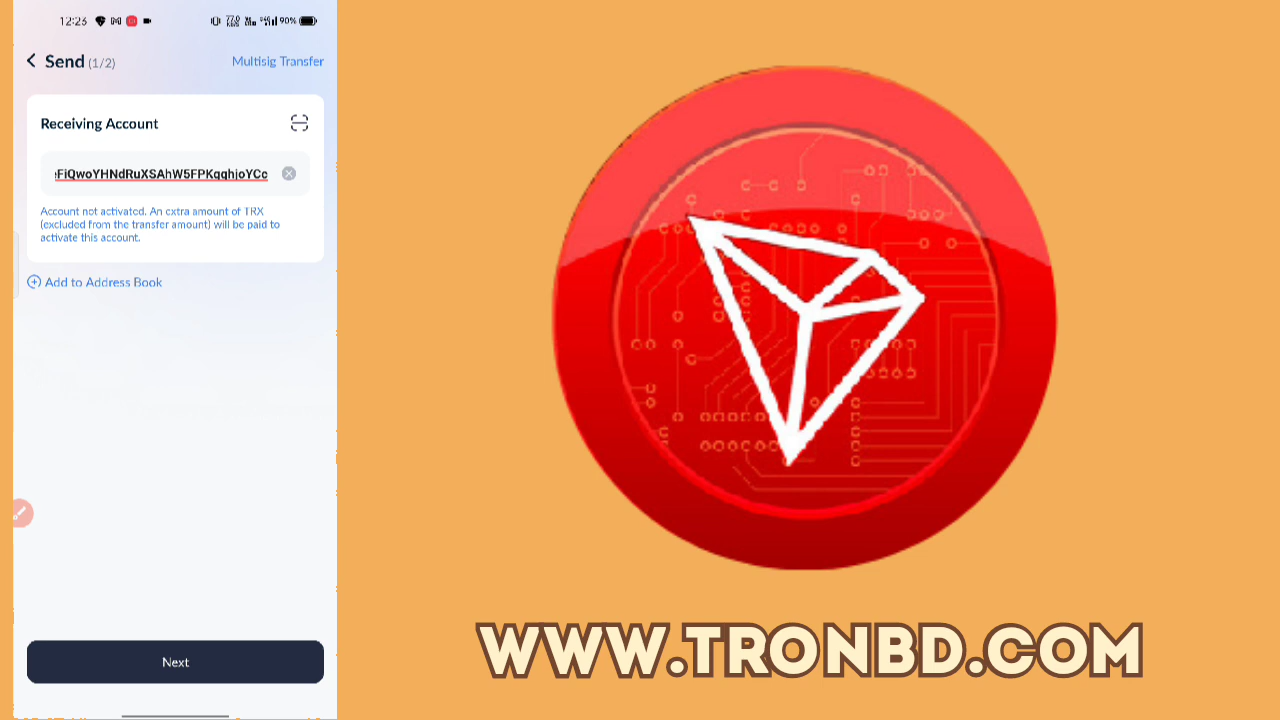 12:26
90%
Send (1/2)
Multisig Transfer
Receiving Account
FiQwoYHNdRuXSAhW5FPKqqhjoYCc
Account not activated. An extra amount of TRX
(excluded from the transfer amount) will be paid to
activate this account.
Add to Address Book
Next
WWW.TRONBD.COM